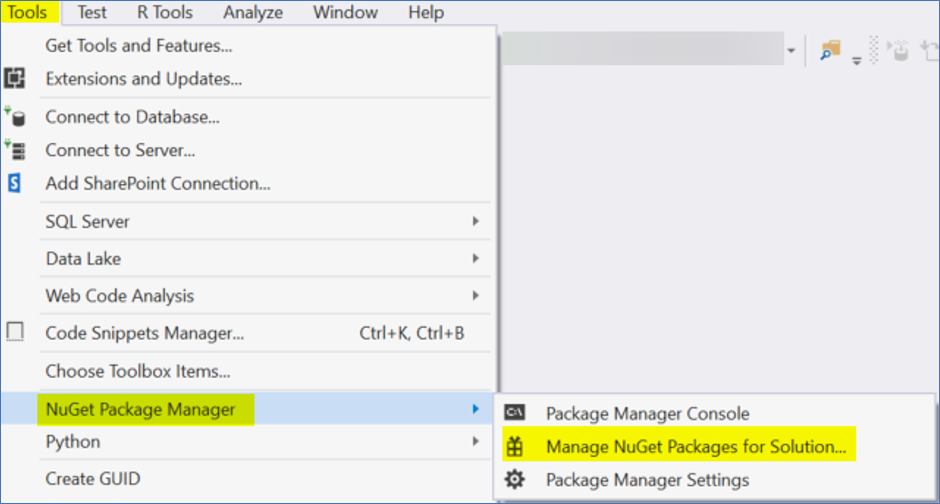 Tools Test R Tools Analyze Window Help
Get Tools and Features...
Extensions and Updates...
Connect to Database...
Connect to Server...
S Add SharePoint Connection...
SQL Server
Data Lake
Web Code Analysis
Code Snippets Manager... Ctrl+K, Ctrl+B
Choose Toolbox Items...
NuGet Package Manager
C:\ Package Manager Console
Python
Manage NuGet Packages for Solution...
Create GUID
Package Manager Settings